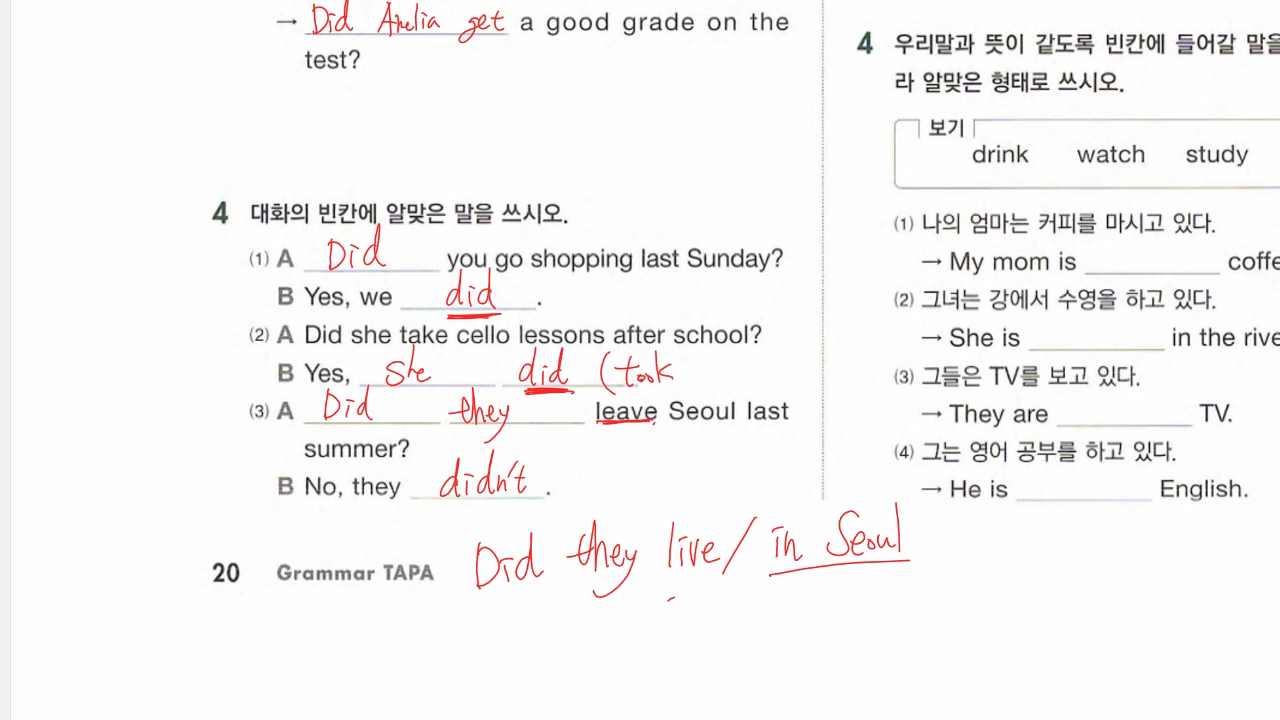 → Did Amelia get a good grade on the
test?
4 대화의 빈칸에 알맞은 말을 쓰시오.
(1) A Did you go shopping last Sunday?
B Yes, we did .
(2) A Did she take cello lessons after school?
B Yes, she did (took
(3) A Did they leave Seoul last
summer?
B No, they didn't .
Did they live / in Seoul
20 Grammar TAPA
4 우리말과 뜻이 같도록 빈칸에 들어갈 말을
라 알맞은 형태로 쓰시오.
보기
drink watch study
(1) 나의 엄마는 커피를 마시고 있다.
→ My mom is coffe
(2) 그녀는 강에서 수영을 하고 있다.
→ She is in the rive
(3) 그들은 TV를 보고 있다.
→ They are TV.
(4) 그는 영어 공부를 하고 있다.
→ He is English.